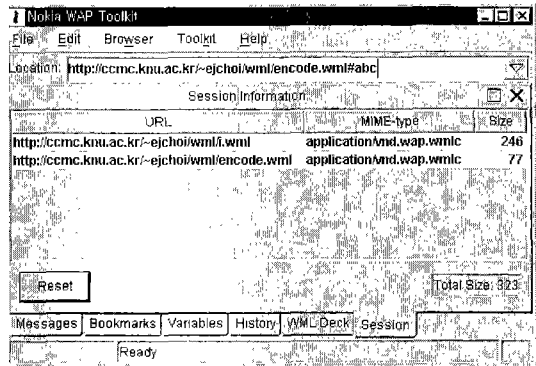 Nokia WAP Toolkit
File Edit Browser Toolkit Help
Location: http://ccmc.knu.ac.kr/~ejchoi/wml/encode.wml#abc
Session Information
URL MIME-type Size
http://ccmc.knu.ac.kr/~ejchoi/wml/i.wml application/vnd.wap.wmlc 246
http://ccmc.knu.ac.kr/~ejchoi/wml/encode.wml application/vnd.wap.wmlc 77
Reset Total Size: 323
Messages Bookmarks Variables History WML Deck Session
Ready